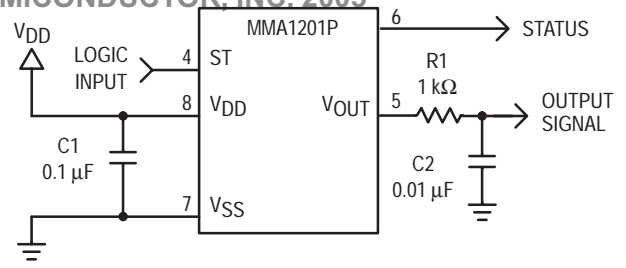 MICONDUCTOR, INC. 2005
MMA1201P
VDD
LOGIC INPUT
4
ST
6
STATUS
R1
1 kΩ
8
VDD
VOUT
5
OUTPUT SIGNAL
C1
0.1 μF
C2
0.01 μF
7
VSS